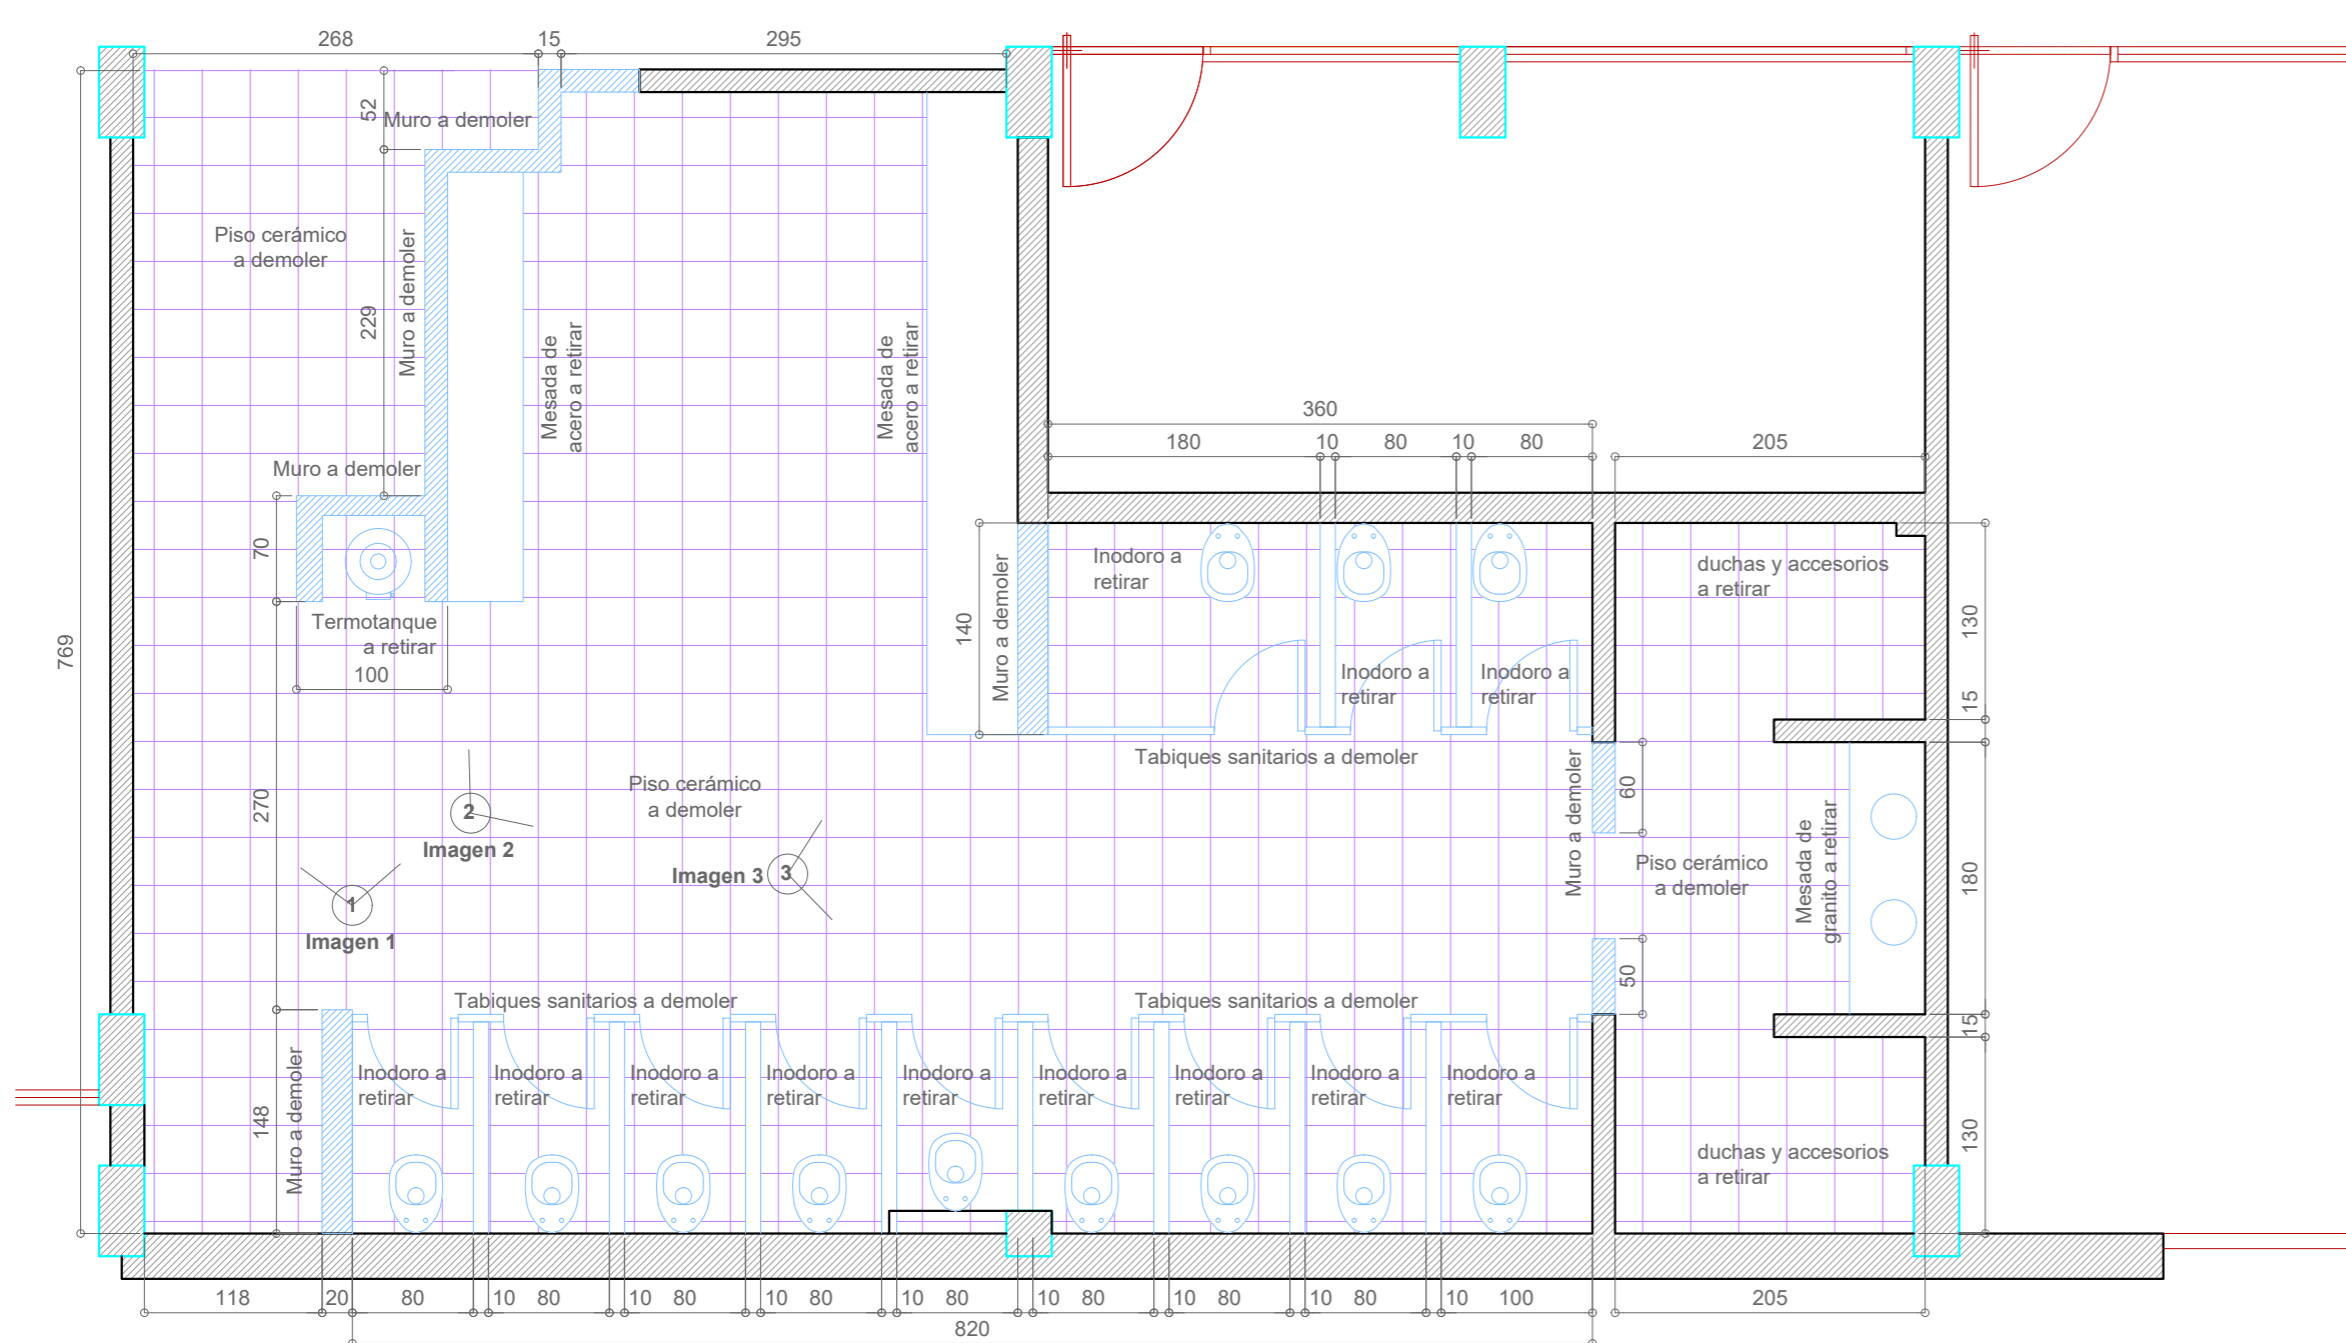 268
15
295
52
Muro a demoler
Piso cerámico
a demoler
Muro a demoler
229
Mesada de
acero a retirar
Mesada de
acero a retirar
360
180
10
80
10
80
205
Muro a demoler
70
Termotanque
a retirar
100
769
140
Muro a demoler
Inodoro a
retirar
Inodoro a
retirar
Inodoro a
retirar
duchas y accesorios
a retirar
130
15
Tabiques sanitarios a demoler
Piso cerámico
a demoler
270
2
Imagen 2
Imagen 3
3
1
Imagen 1
Muro a demoler
60
Piso cerámico
a demoler
Mesada de
granito a retirar
180
50
15
Tabiques sanitarios a demoler
Tabiques sanitarios a demoler
148
Muro a demoler
Inodoro a
retirar
Inodoro a
retirar
Inodoro a
retirar
Inodoro a
retirar
Inodoro a
retirar
Inodoro a
retirar
Inodoro a
retirar
Inodoro a
retirar
Inodoro a
retirar
duchas y accesorios
a retirar
130
118
20
80
10
80
10
80
10
80
10
80
10
80
10
80
10
80
10
100
205
820